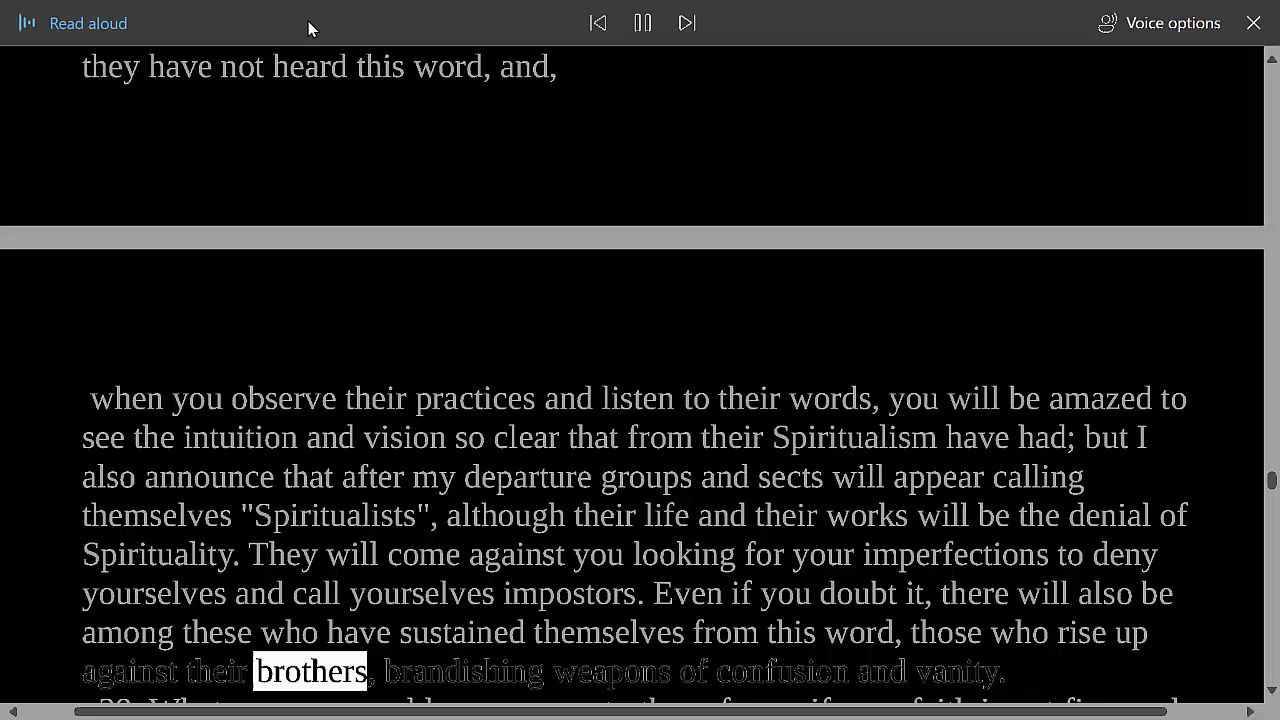 Read aloud
Voice options
they have not heard this word, and,
when you observe their practices and listen to their words, you will be amazed to
see the intuition and vision so clear that from their Spiritualism have had; but I
also announce that after my departure groups and sects will appear calling
themselves "Spiritualists", although their life and their works will be the denial of
Spirituality. They will come against you looking for your imperfections to deny
yourselves and call yourselves impostors. Even if you doubt it, there will also be
among these who have sustained themselves from this word, those who rise up
against their brothers, brandishing weapons of confusion and vanity.